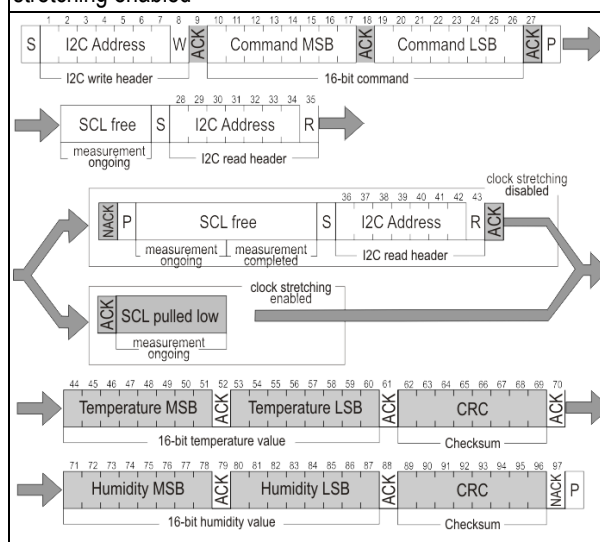 stretching enabled
1 2 3 4 5 6 7 8 9 10 11 12 13 14 15 16 17 18 19 20 21 22 23 24 25 26 27
S I2C Address W ACK Command MSB ACK Command LSB ACK P
I2C write header 16-bit command
28 29 30 31 32 33 34 35
SCL free S I2C Address R
measurement ongoing I2C read header
clock stretching disabled
36 37 38 39 40 41 42 43
NACK P SCL free S I2C Address R ACK
measurement ongoing measurement completed I2C read header
clock stretching enabled
ACK SCL pulled low
measurement ongoing
44 45 46 47 48 49 50 51 52 53 54 55 56 57 58 59 60 61 62 63 64 65 66 67 68 69 70
Temperature MSB ACK Temperature LSB ACK CRC ACK
16-bit temperature value Checksum
71 72 73 74 75 76 77 78 79 80 81 82 83 84 85 86 87 88 89 90 91 92 93 94 95 96 97
Humidity MSB ACK Humidity LSB ACK CRC NACK P
16-bit humidity value Checksum